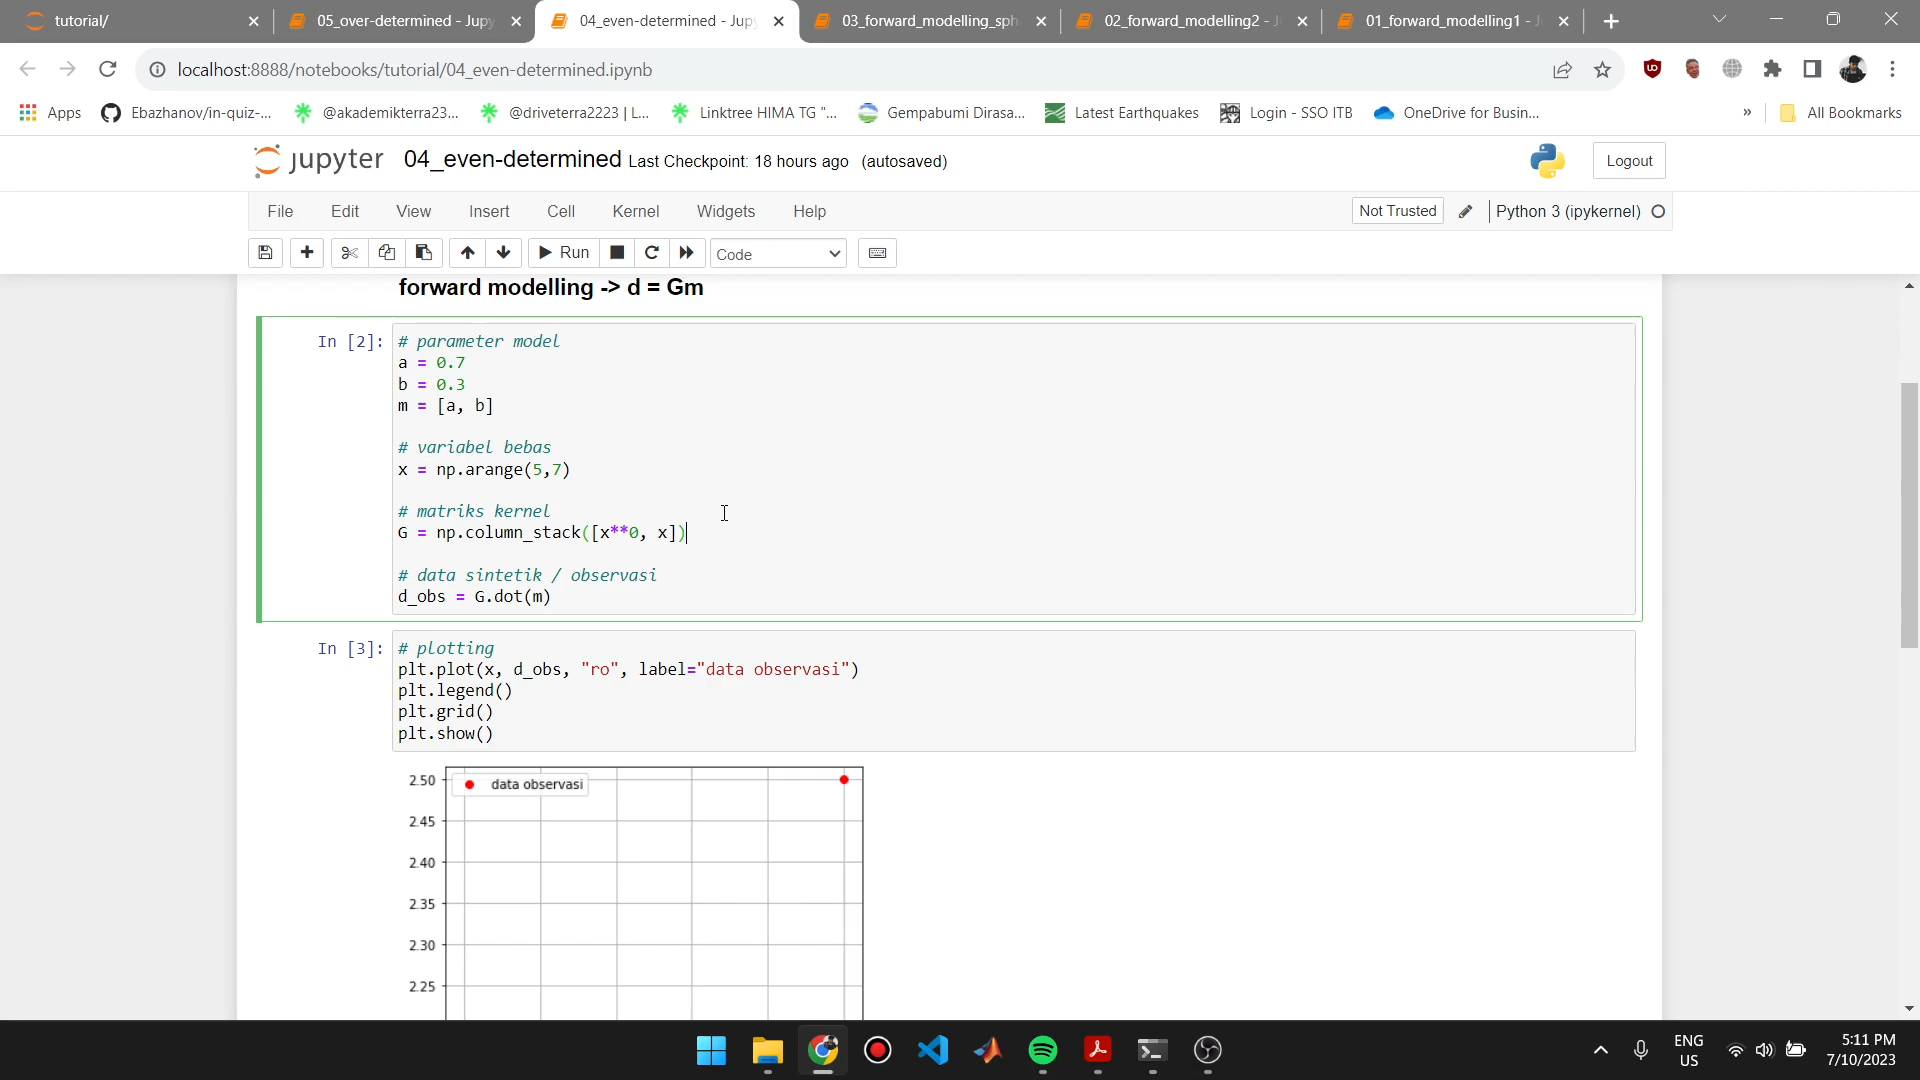 tutorial/
05_over-determined - Jupy
04_even-determined - Jup
03_forward_modelling_sph
02_forward_modelling2 - J
01_forward_modelling1 - J
localhost:8888/notebooks/tutorial/04_even-determined.ipynb
Apps
Ebazhanov/in-quiz-...
@akademikterra23...
@driveterra2223 | L...
Linktree HIMA TG "...
Gempabumi Dirasa...
Latest Earthquakes
Login - SSO ITB
OneDrive for Busin...
»
All Bookmarks
jupyter 04_even-determined Last Checkpoint: 18 hours ago (autosaved)
Logout
File Edit View Insert Cell Kernel Widgets Help
Not Trusted
Python 3 (ipykernel)
Run
Code
forward modelling -> d = Gm
In [2]: # parameter model
a = 0.7
b = 0.3
m = [a, b]
# variabel bebas
x = np.arange(5,7)
# matriks kernel
G = np.column_stack([x**0, x])
# data sintetik / observasi
d_obs = G.dot(m)
In [3]: # plotting
plt.plot(x, d_obs, "ro", label="data observasi")
plt.legend()
plt.grid()
plt.show()
2.50
data observasi
2.45
2.40
2.35
2.30
2.25
ENG
US
5:11 PM
7/10/2023